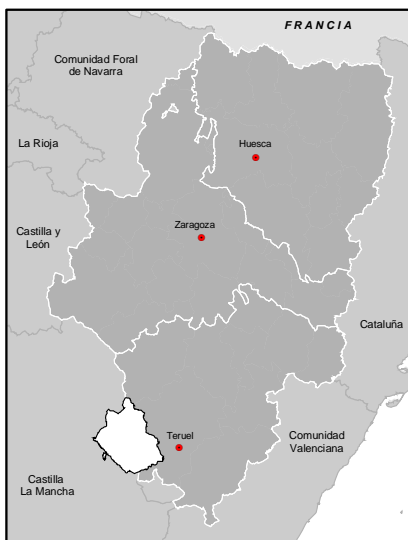 FRANCIA
Comunidad Foral
de Navarra
La Rioja
Huesca
Castilla y
León
Zaragoza
Cataluña
Teruel
Comunidad
Valenciana
Castilla
La Mancha